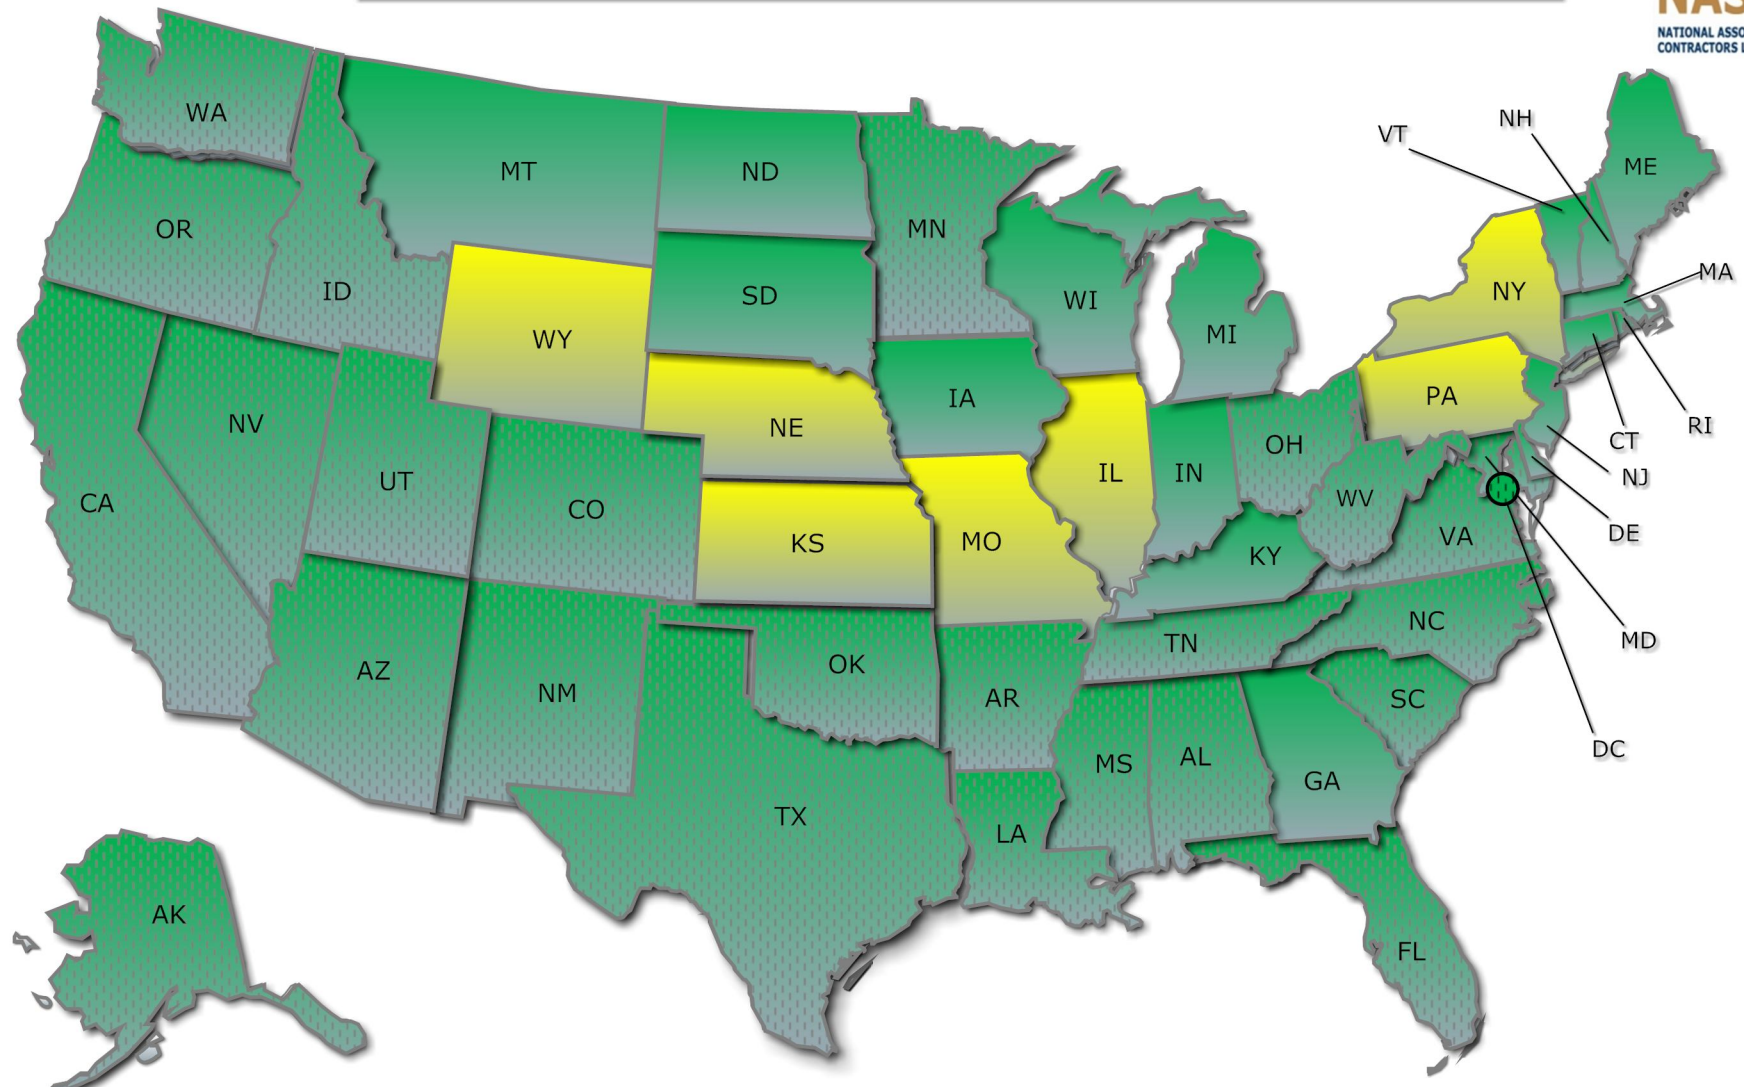 NAS
NATIONAL ASSO
CONTRACTORS L
WA
MT
ND
MN
VT
NH
ME
OR
ID
SD
WI
MI
NY
MA
WY
IA
NE
PA
NV
UT
CO
CA
KS
MO
IL
IN
OH
WV
VA
KY
CT
RI
NJ
DE
MD
DC
AZ
NM
OK
AR
TN
NC
SC
TX
LA
MS
AL
GA
FL
AK